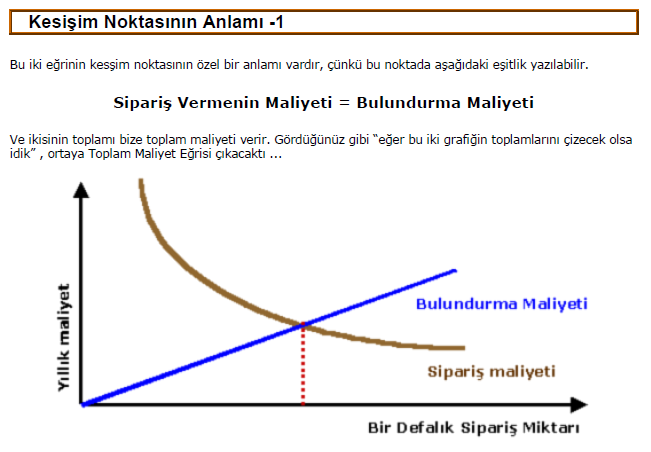 Kesişim Noktasının Anlamı -1
Bu iki eğrinin kesşim noktasının özel bir anlamı vardır, çünkü bu noktada aşağıdaki eşitlik yazılabilir.
Sipariş Vermenin Maliyeti = Bulundurma Maliyeti
Ve ikisinin toplamı bize toplam maliyeti verir. Gördüğünüz gibi “eğer bu iki grafiğin toplamlarını çizecek olsa
idik” , ortaya Toplam Maliyet Eğrisi çıkacaktı ...
Yıllık maliyet
Bulundurma Maliyeti
Sipariş maliyeti
Bir Defalık Sipariş Miktarı